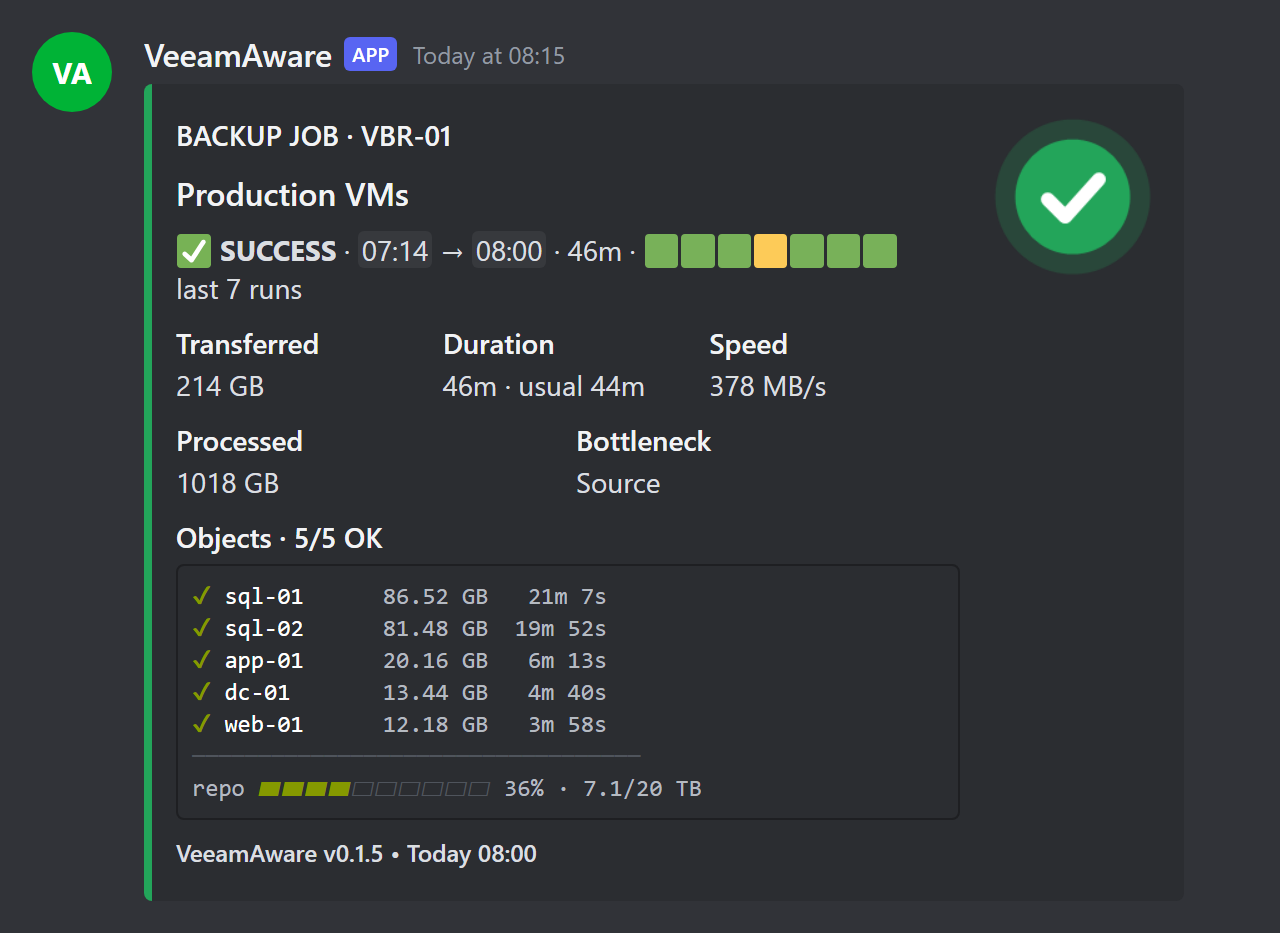 VA
VeeamAware APP Today at 08:15
BACKUP JOB · VBR-01
Production VMs
✅ SUCCESS · 07:14 → 08:00 · 46m · 🟩🟩🟩🟨🟩🟩🟩
last 7 runs
Transferred Duration Speed
214 GB 46m · usual 44m 378 MB/s
Processed Bottleneck
1018 GB Source
Objects · 5/5 OK
✓ sql-01 86.52 GB 21m 7s
✓ sql-02 81.48 GB 19m 52s
✓ app-01 20.16 GB 6m 13s
✓ dc-01 13.44 GB 4m 40s
✓ web-01 12.18 GB 3m 58s
repo ▰▰▰▰▱▱▱▱▱▱ 36% · 7.1/20 TB
VeeamAware v0.1.5 • Today 08:00